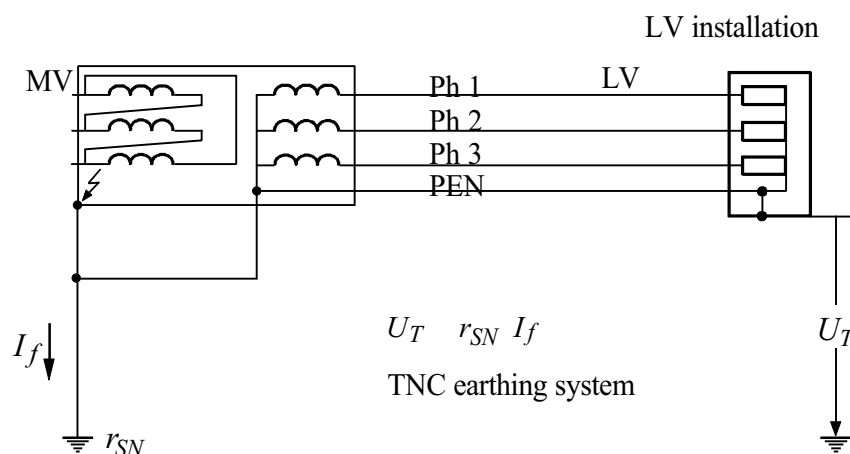 LV installation
MV
Ph 1
LV
Ph 2
Ph 3
PEN
U_T r_SN I_f
U_T
I_f
TNC earthing system
r_SN